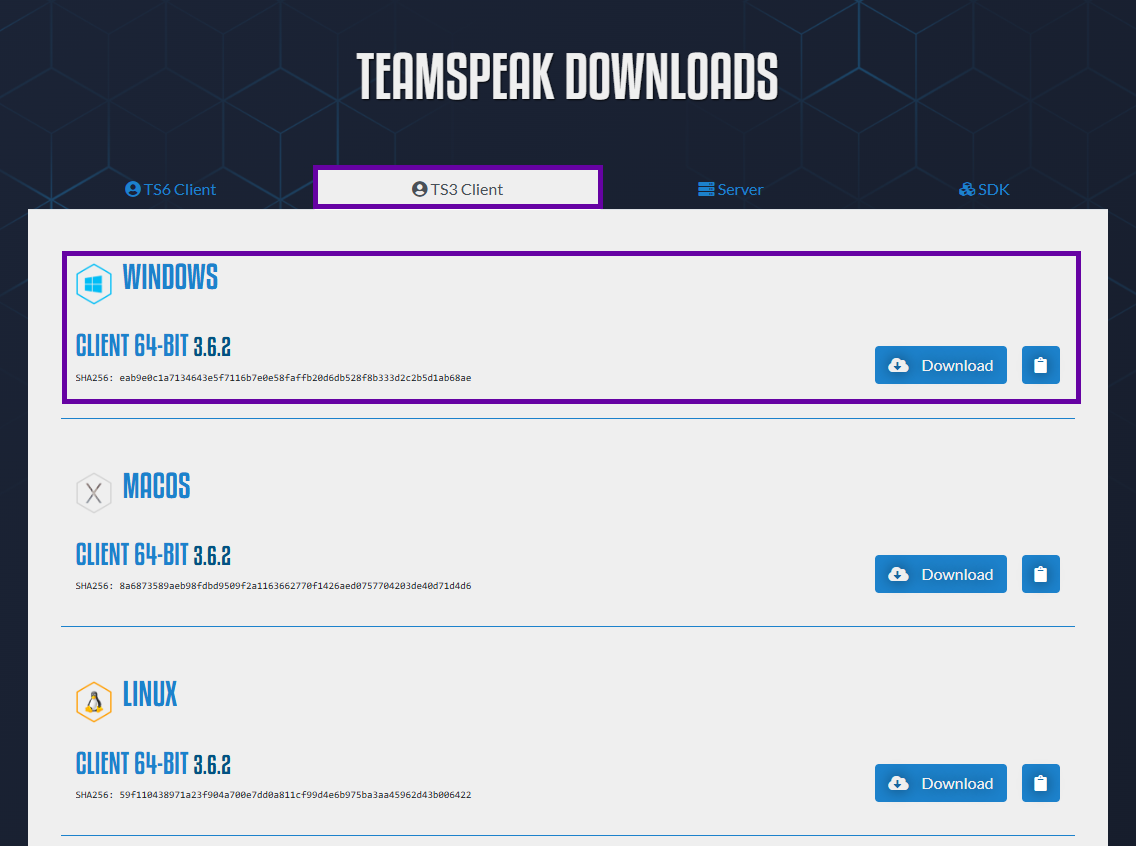 TEAMSPEAK DOWNLOADS
TS6 Client
TS3 Client
Server
SDK
WINDOWS
CLIENT 64-BIT 3.6.2
SHA256: eab9e0c1a7134643e5f7116b7e0e58faffb20d6db528f8b333d2c2b5d1ab68ae
Download
MACOS
CLIENT 64-BIT 3.6.2
SHA256: 8a6873589aeb98fdbd9509f2a1163662770f1426aed0757704203de40d71d4d6
Download
LINUX
CLIENT 64-BIT 3.6.2
SHA256: 59f110438971a23f904a700e7dd0a811cf99d4e6b975ba3aa45962d43b006422
Download